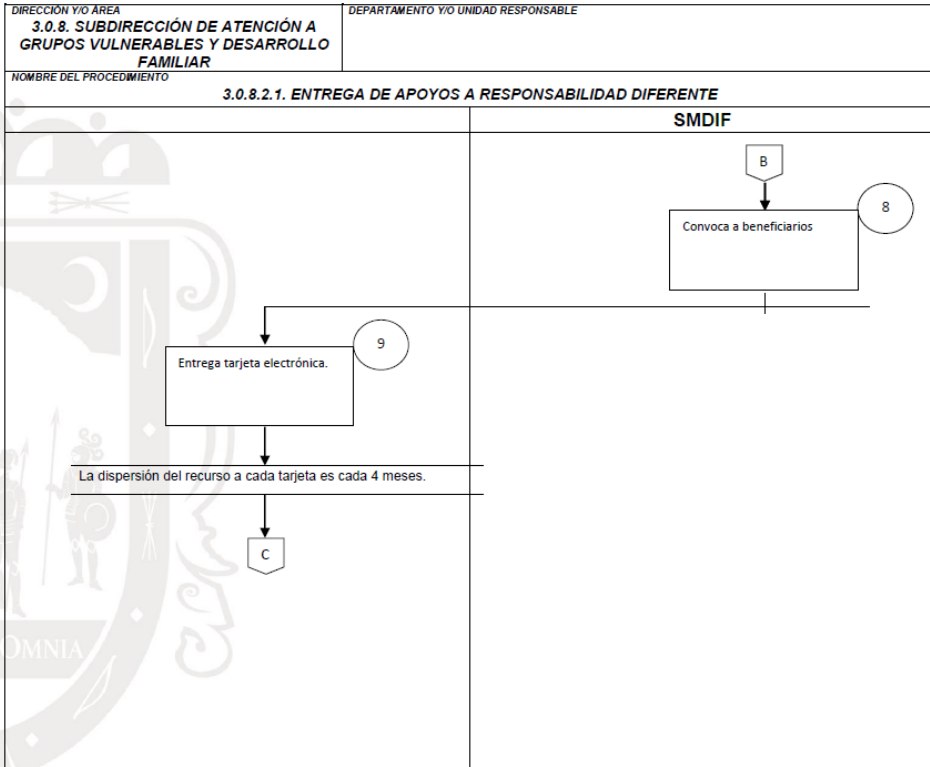 DIRECCIÓN Y/O ÁREA
3.0.8. SUBDIRECCIÓN DE ATENCIÓN A
GRUPOS VULNERABLES Y DESARROLLO
FAMILIAR
DEPARTAMENTO Y/O UNIDAD RESPONSABLE
NOMBRE DEL PROCEDIMIENTO
3.0.8.2.1. ENTREGA DE APOYOS A RESPONSABILIDAD DIFERENTE
SMDIF
B
8
Convoca a beneficiarios
9
Entrega tarjeta electrónica.
La dispersión del recurso a cada tarjeta es cada 4 meses.
C
OMNIA